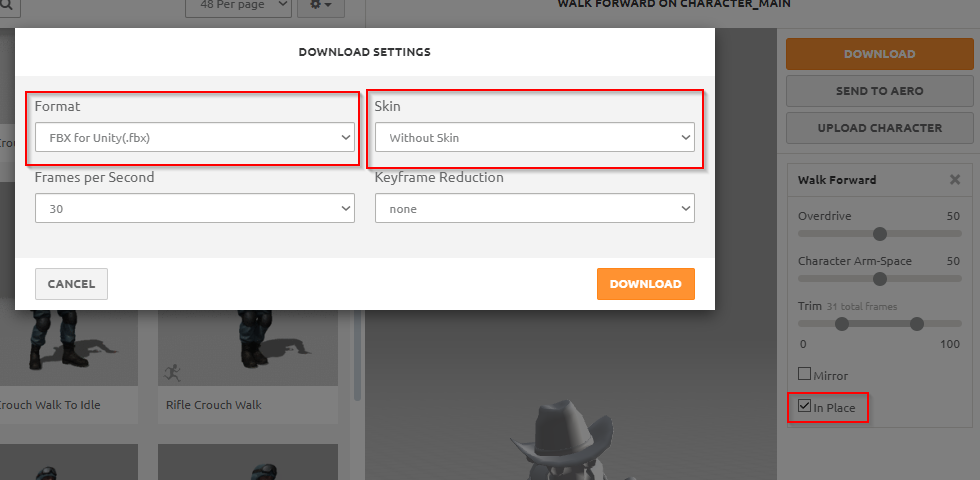 48 Per page
WALK FORWARD ON CHARACTER_MAIN
DOWNLOAD SETTINGS
Format
Skin
FBX for Unity(.fbx)
Without Skin
Frames per Second
Keyframe Reduction
30
none
CANCEL
DOWNLOAD
DOWNLOAD
SEND TO AERO
UPLOAD CHARACTER
Walk Forward
Overdrive 50
Character Arm-Space 50
Trim 31 total frames
0 100
Mirror
In Place
Crouch Walk To Idle
Rifle Crouch Walk